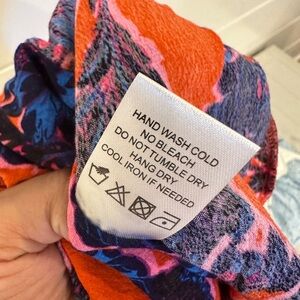 HAND WASH COLD
NO BLEACH
DO NOT TUMBLE DRY
HANG DRY
COOL IRON IF NEEDED